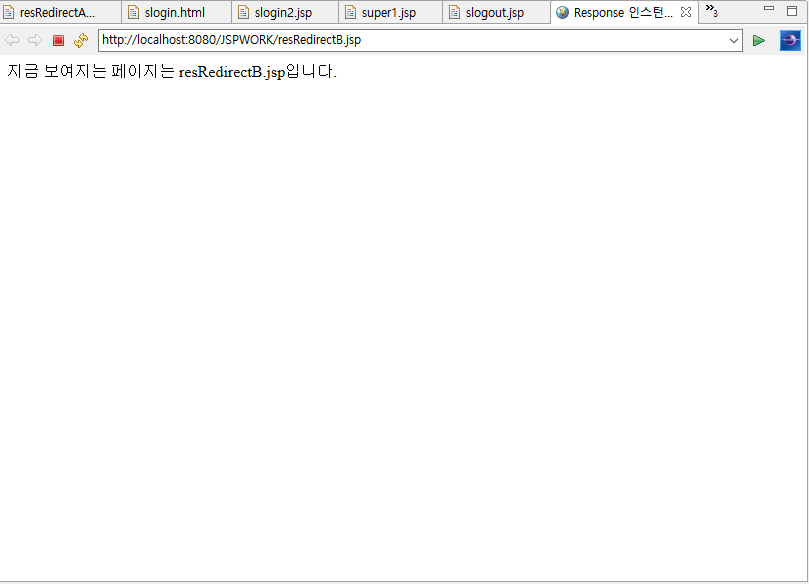 resRedirectA... slogin.html slogin2.jsp super1.jsp slogout.jsp Response 인스턴... »3
http://localhost:8080/JSPWORK/resRedirectB.jsp
지금 보여지는 페이지는 resRedirectB.jsp입니다.